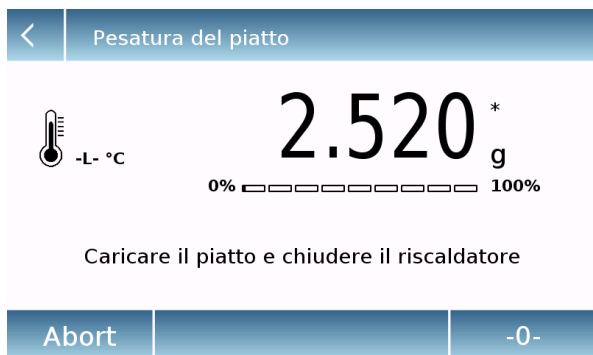 Pesatura del piatto
2.520 *
g
-L- °C
0% 100%
Caricare il piatto e chiudere il riscaldatore
Abort -0-